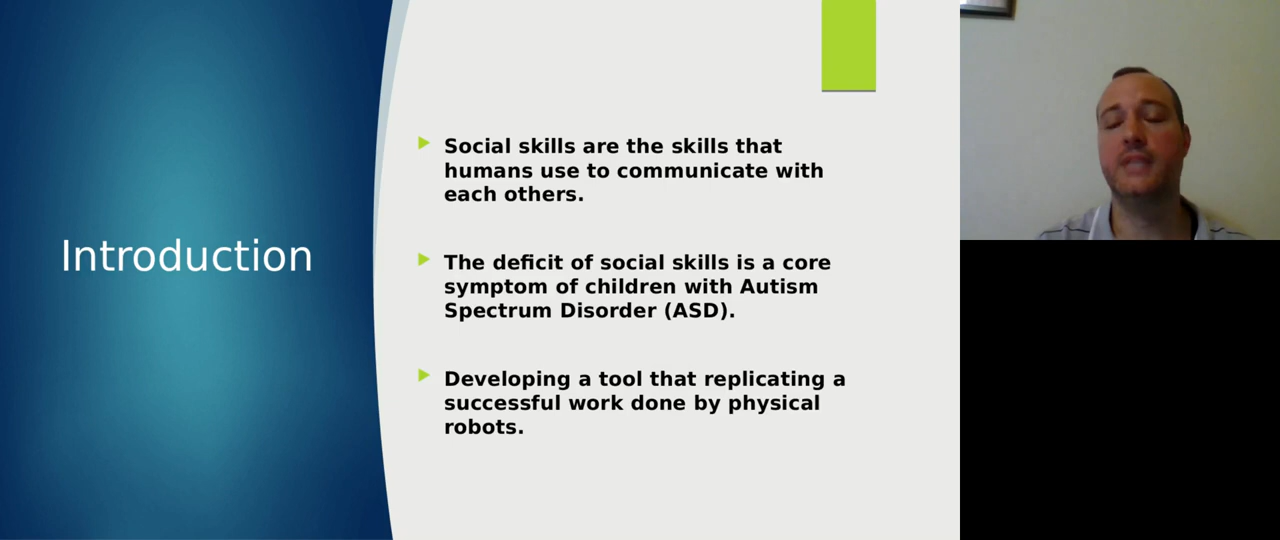 Introduction
Social skills are the skills that
humans use to communicate with
each others.
The deficit of social skills is a core
symptom of children with Autism
Spectrum Disorder (ASD).
Developing a tool that replicating a
successful work done by physical
robots.